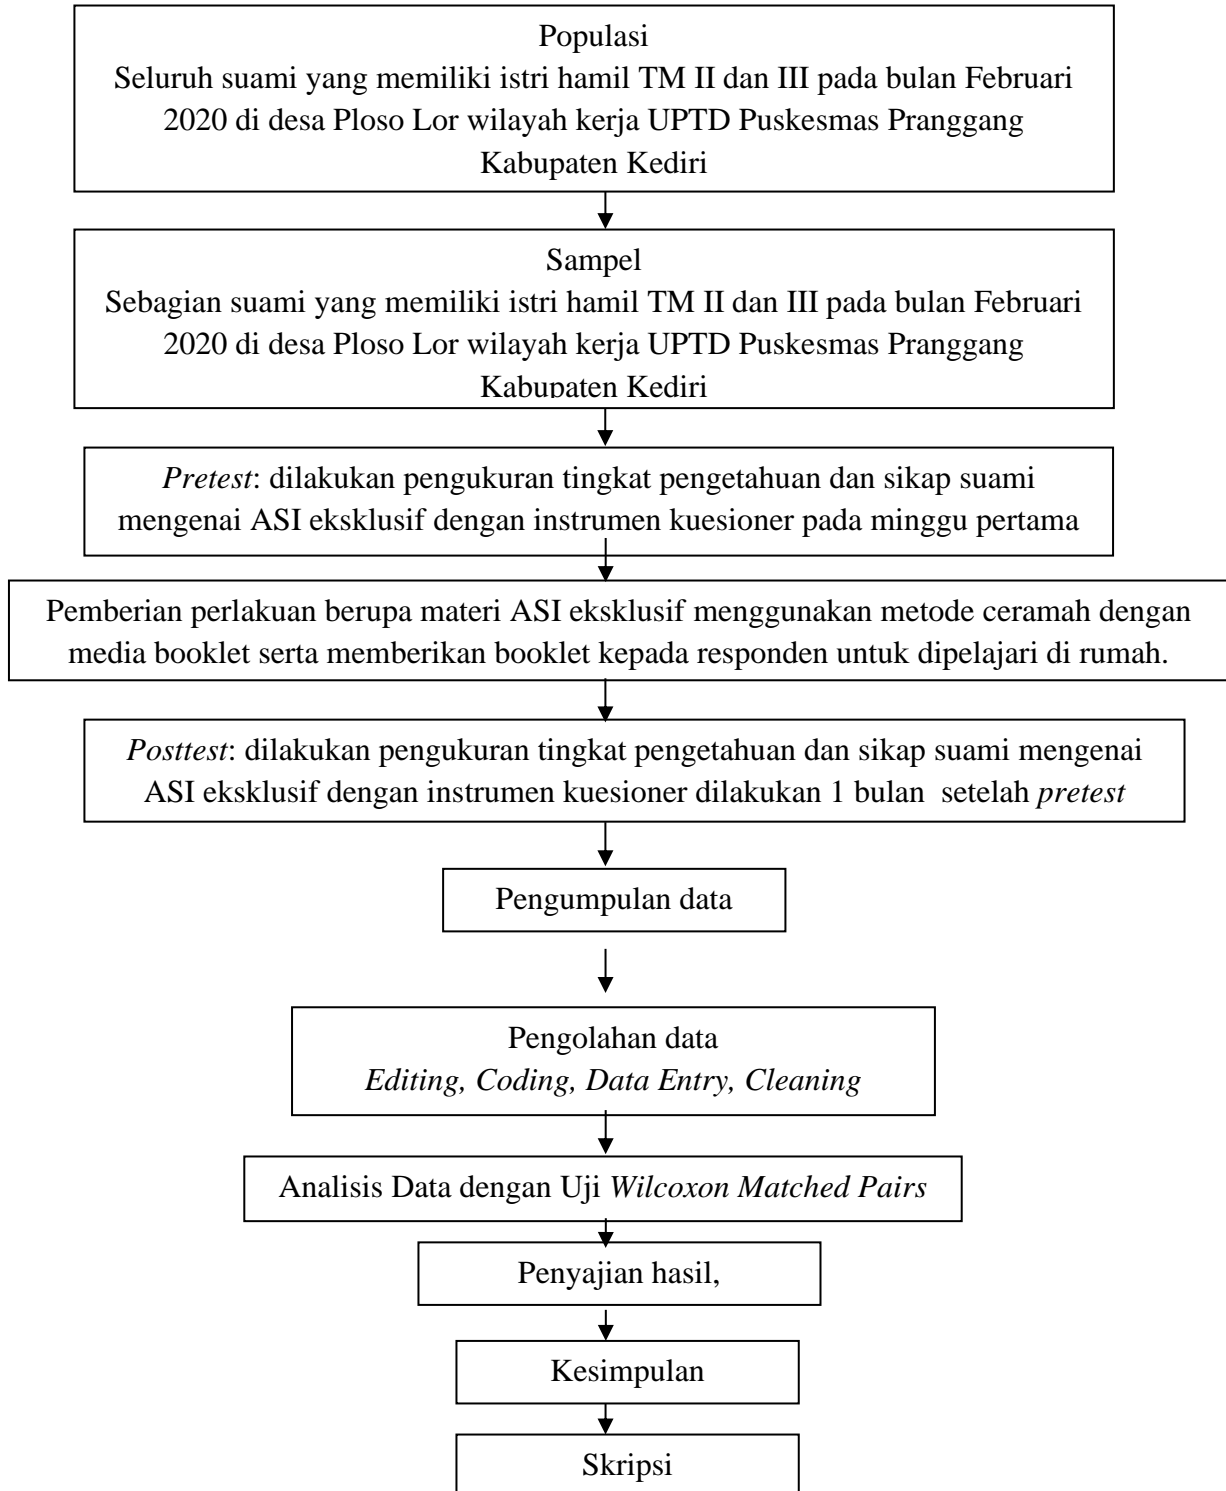 Populasi
Seluruh suami yang memiliki istri hamil TM II dan III pada bulan Februari
2020 di desa Ploso Lor wilayah kerja UPTD Puskesmas Pranggang
Kabupaten Kediri
Sampel
Sebagian suami yang memiliki istri hamil TM II dan III pada bulan Februari
2020 di desa Ploso Lor wilayah kerja UPTD Puskesmas Pranggang
Kabupaten Kediri
Pretest: dilakukan pengukuran tingkat pengetahuan dan sikap suami
mengenai ASI eksklusif dengan instrumen kuesioner pada minggu pertama
Pemberian perlakuan berupa materi ASI eksklusif menggunakan metode ceramah dengan
media booklet serta memberikan booklet kepada responden untuk dipelajari di rumah.
Posttest: dilakukan pengukuran tingkat pengetahuan dan sikap suami mengenai
ASI eksklusif dengan instrumen kuesioner dilakukan 1 bulan  setelah pretest
Pengumpulan data
Pengolahan data
Editing, Coding, Data Entry, Cleaning
Analisis Data dengan Uji Wilcoxon Matched Pairs
Penyajian hasil,
Kesimpulan
Skripsi